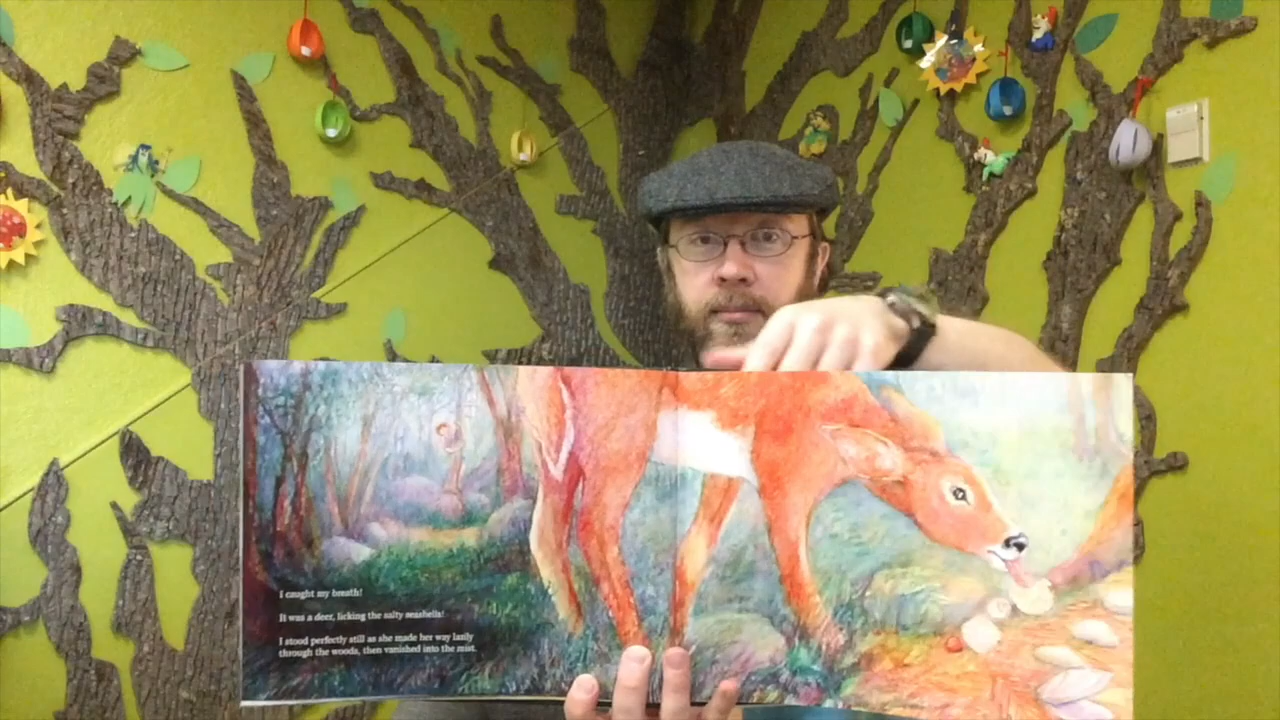 I caught my breath!
It was a deer, licking the salty seashells!
I stood perfectly still as she made her way lazily
through the woods, then vanished into the mist.